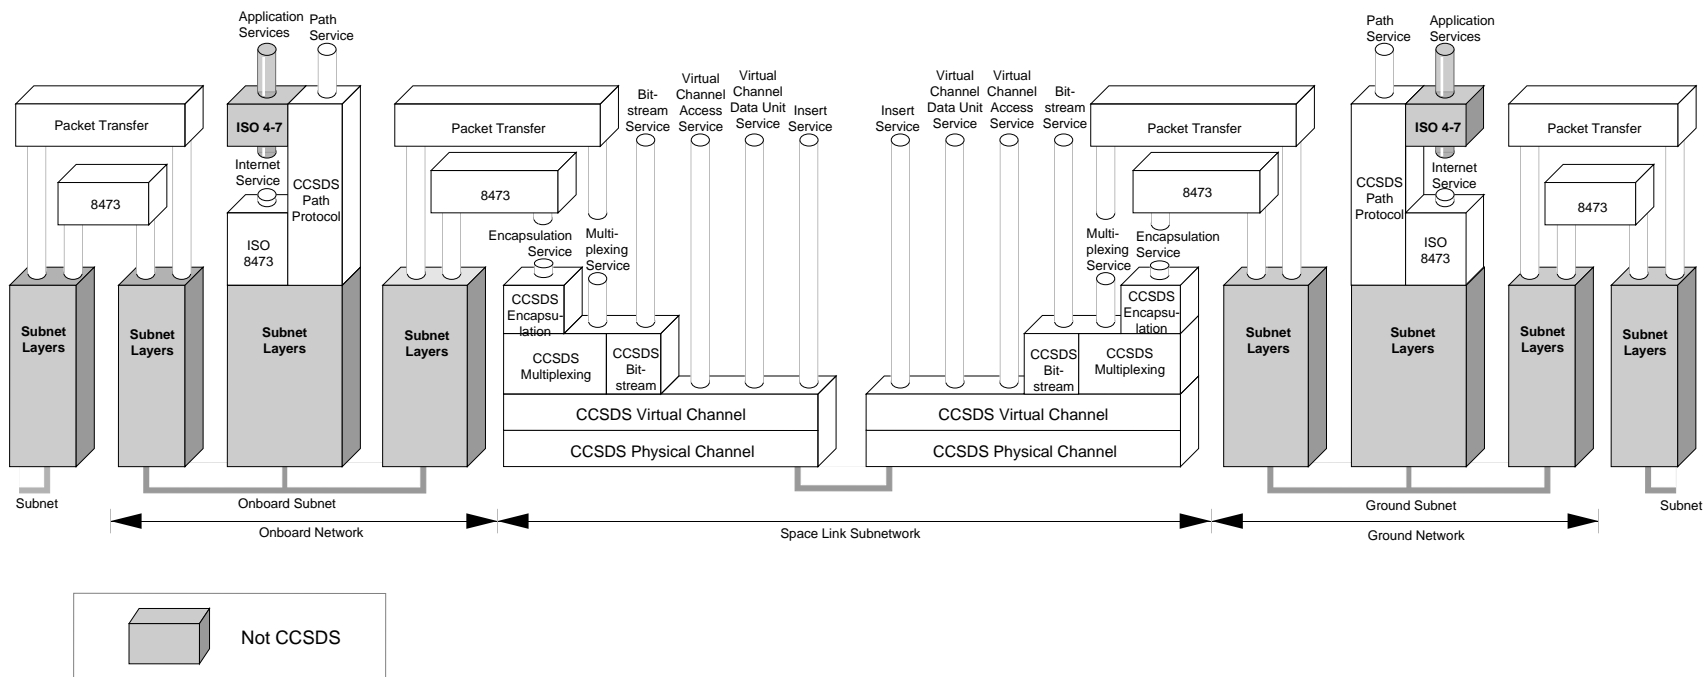 Application
Services
Path
Service
Packet Transfer
ISO 4-7
Internet
Service
8473
ISO
8473
CCSDS
Path
Protocol
Subnet
Layers
Subnet
Layers
Subnet
Layers
Subnet
Layers
Packet Transfer
8473
Encapsulation
Service
Multi-
plexing
Service
Bit-
stream
Service
Virtual
Channel
Access
Service
Virtual
Channel
Data Unit
Service
Insert
Service
CCSDS
Encapsu-
lation
CCSDS
Multiplexing
CCSDS
Bit-
stream
CCSDS Virtual Channel
CCSDS Physical Channel
Insert
Service
Virtual
Channel
Data Unit
Service
Virtual
Channel
Access
Service
Bit-
stream
Service
Packet Transfer
8473
Multi-
plexing
Service
Encapsulation
Service
CCSDS
Encapsu-
lation
CCSDS
Bit-
stream
CCSDS
Multiplexing
CCSDS Virtual Channel
CCSDS Physical Channel
Path
Service
Application
Services
ISO 4-7
Internet
Service
CCSDS
Path
Protocol
ISO
8473
Packet Transfer
8473
Subnet
Layers
Subnet
Layers
Subnet
Layers
Subnet
Layers
Subnet
Onboard Subnet
Ground Subnet
Subnet
Onboard Network
Space Link Subnetwork
Ground Network
Not CCSDS